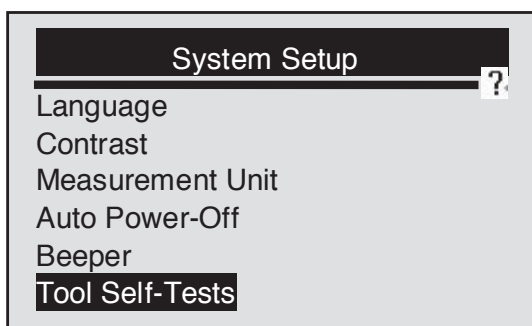 System Setup
?
Language
Contrast
Measurement Unit
Auto Power-Off
Beeper
Tool Self-Tests